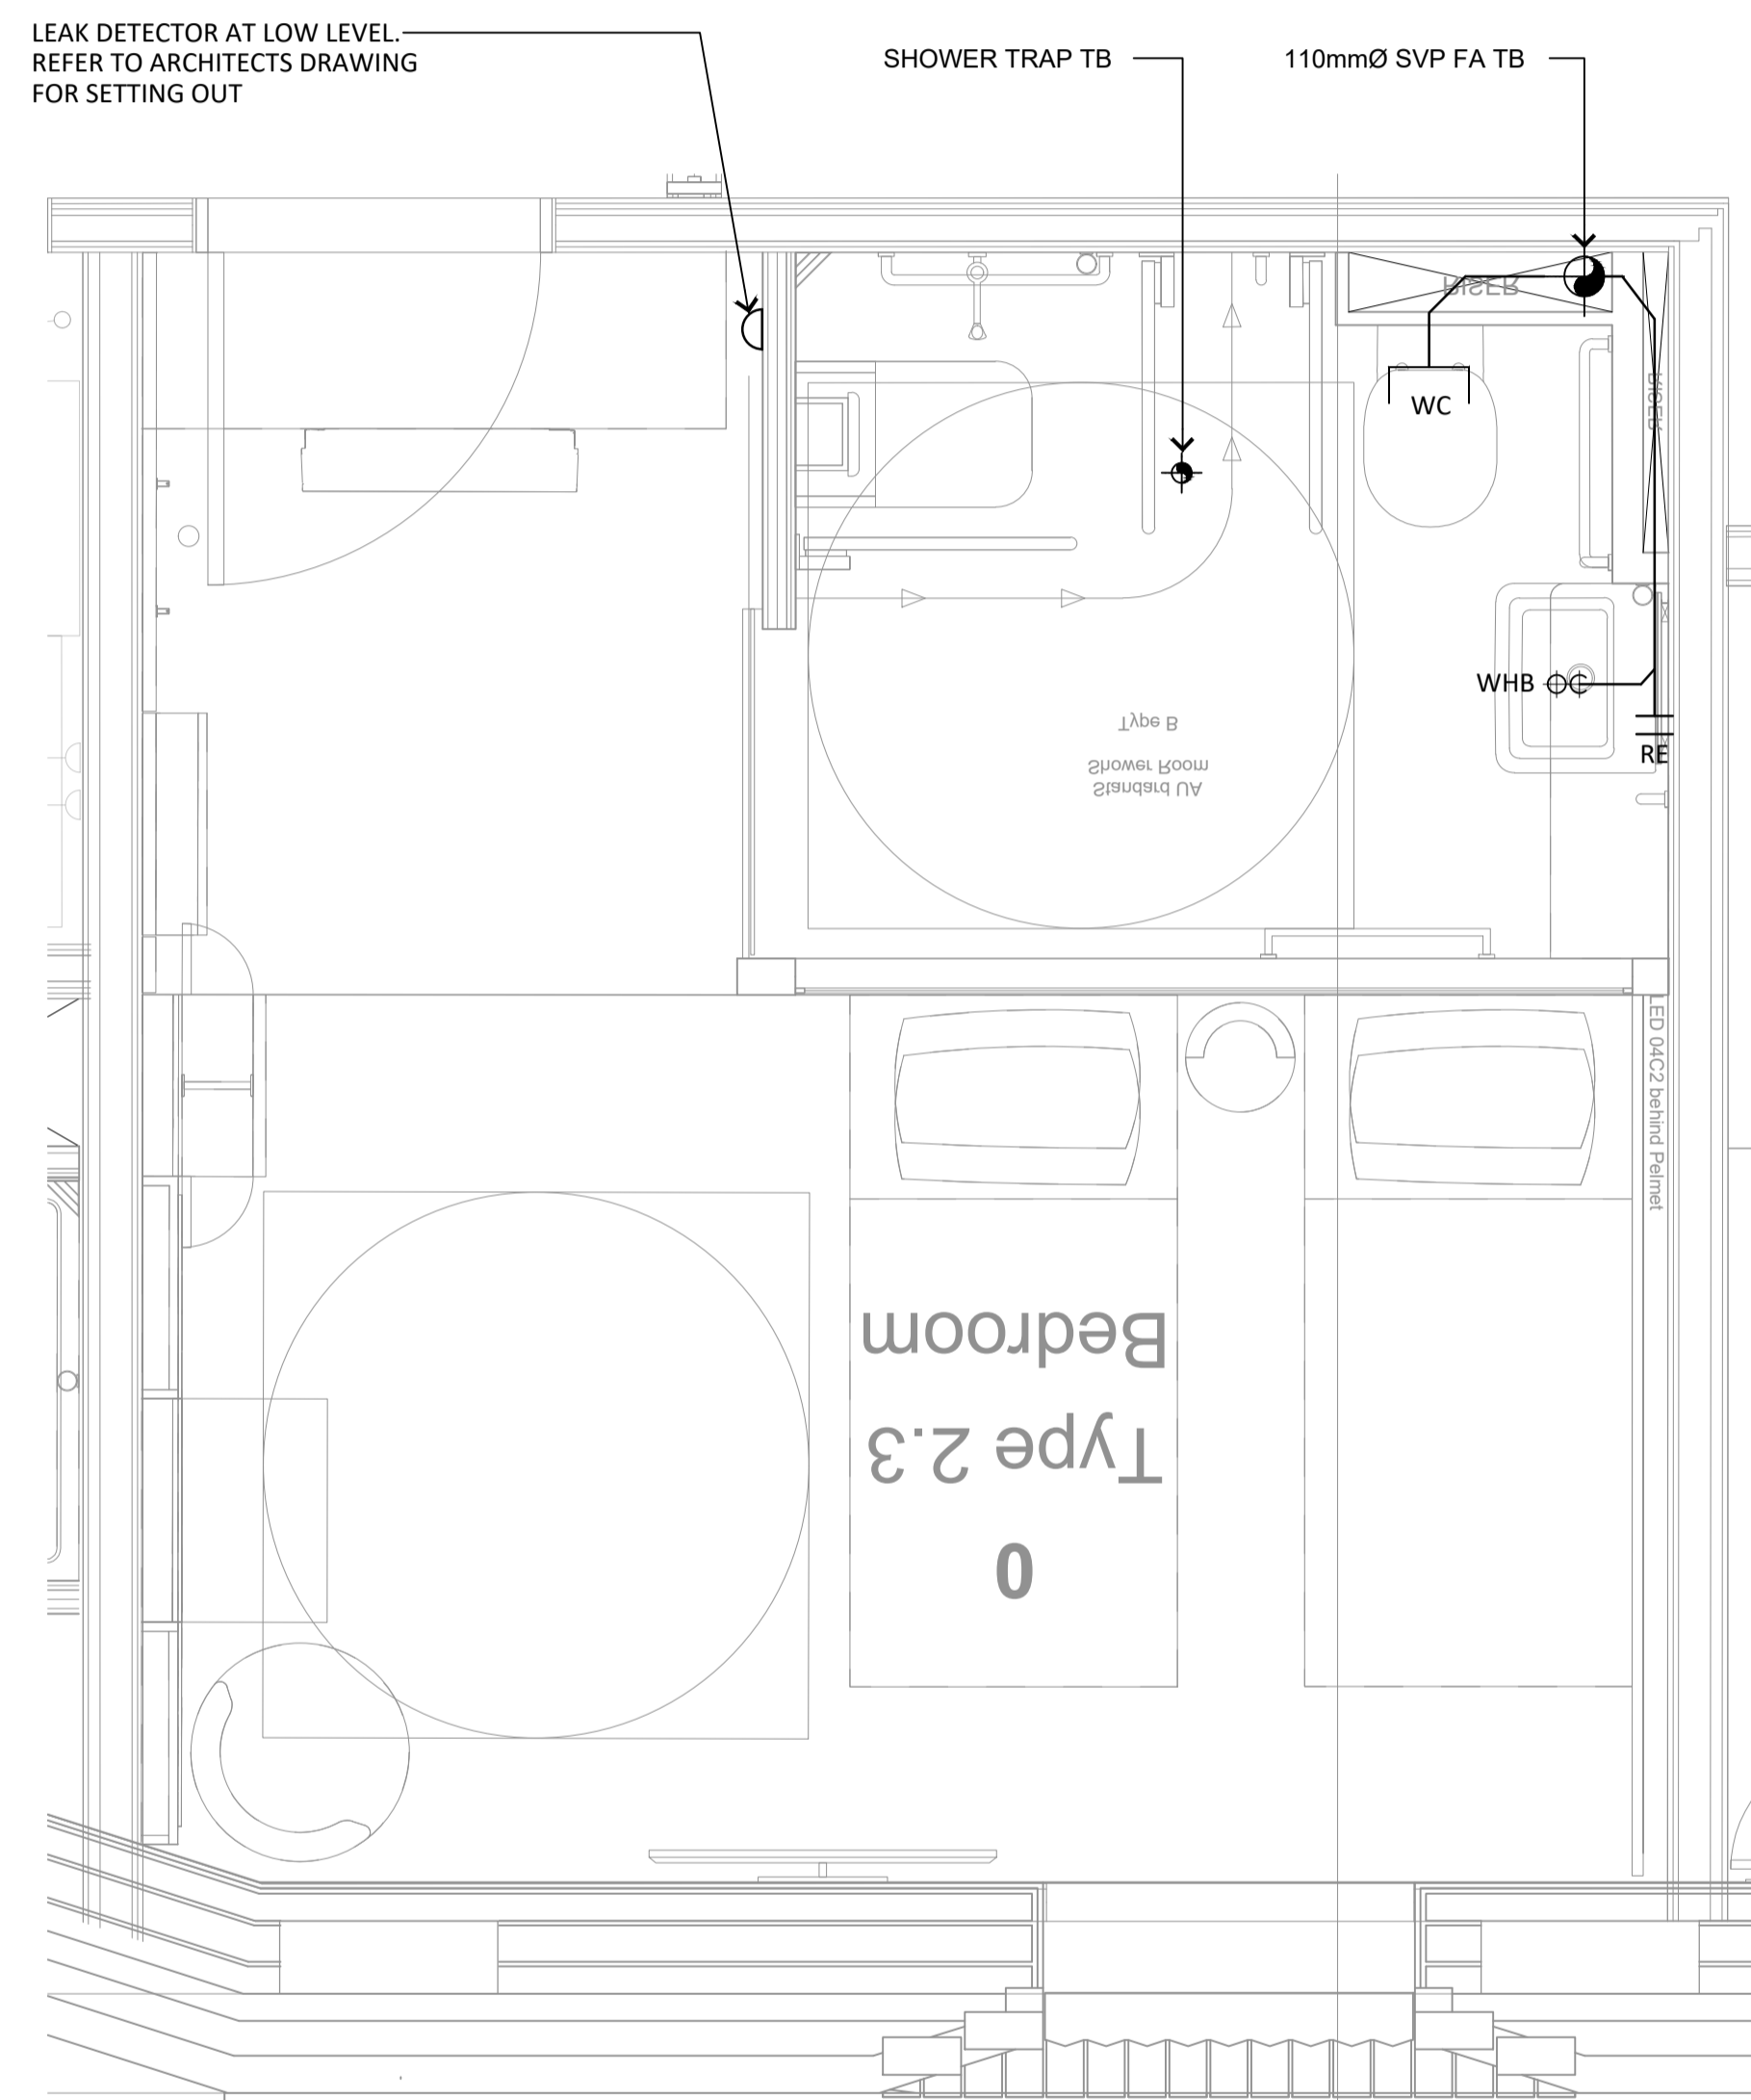 LEAK DETECTOR AT LOW LEVEL.
REFER TO ARCHITECTS DRAWING
FOR SETTING OUT
SHOWER TRAP TB
110mmØ SVP FA TB
RISER
WC
RISER
WHB
RE
Standard UA
Shower Room
Type B
LED 04C2 behind Pelmet
0
Type 2.3
Bedroom